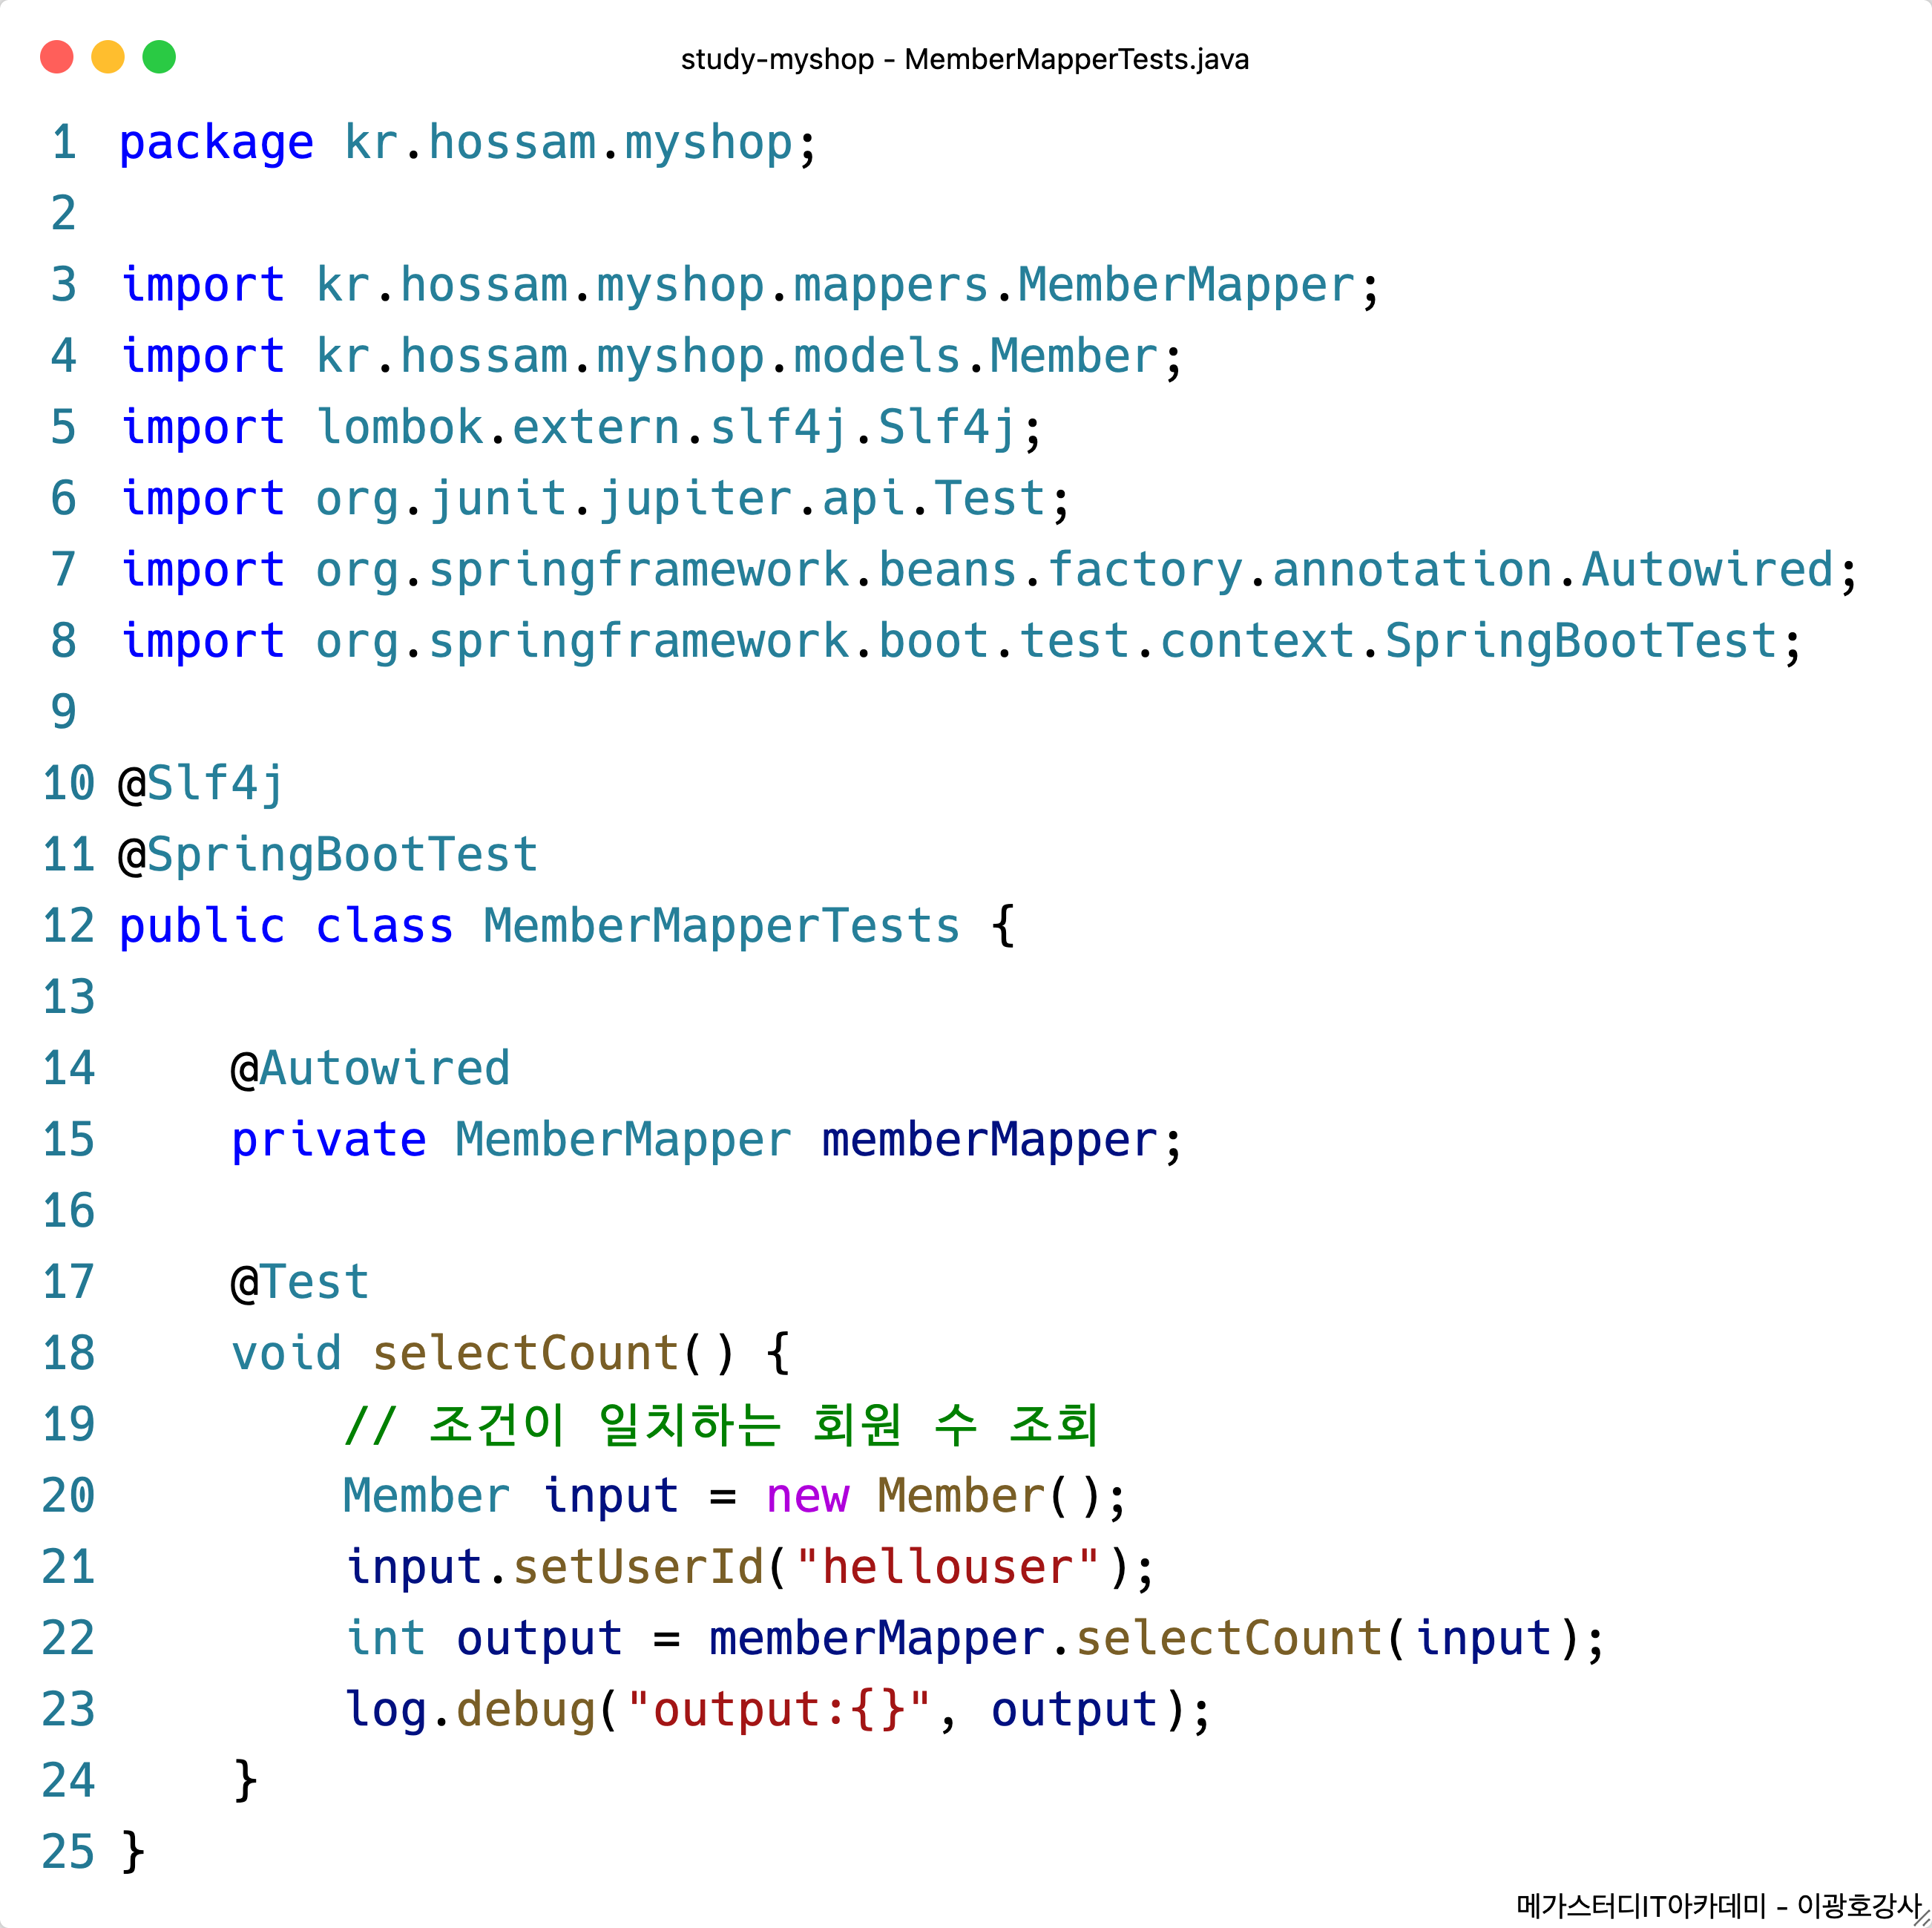 study-myshop - MemberMapperTests.java
1 package kr.hossam.myshop;
2
3 import kr.hossam.myshop.mappers.MemberMapper;
4 import kr.hossam.myshop.models.Member;
5 import lombok.extern.slf4j.Slf4j;
6 import org.junit.jupiter.api.Test;
7 import org.springframework.beans.factory.annotation.Autowired;
8 import org.springframework.boot.test.context.SpringBootTest;
9
10 @Slf4j
11 @SpringBootTest
12 public class MemberMapperTests {
13
14     @Autowired
15     private MemberMapper memberMapper;
16
17     @Test
18     void selectCount() {
19         // 조건이 일치하는 회원 수 조회
20         Member input = new Member();
21         input.setUserId("hellouser");
22         int output = memberMapper.selectCount(input);
23         log.debug("output:{}", output);
24     }
25 }
메가스터디IT아카데미 - 이광호강사